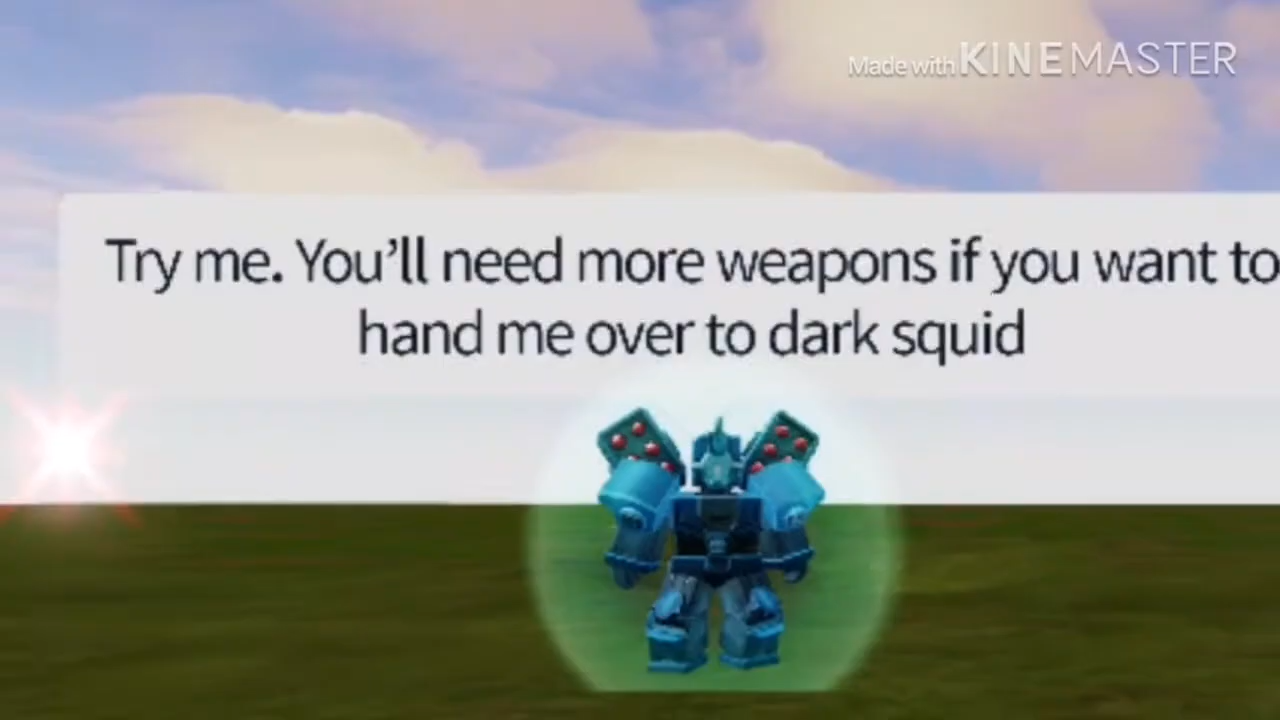 Made with KINEMASTER
Try me. You’ll need more weapons if you want to
hand me over to dark squid